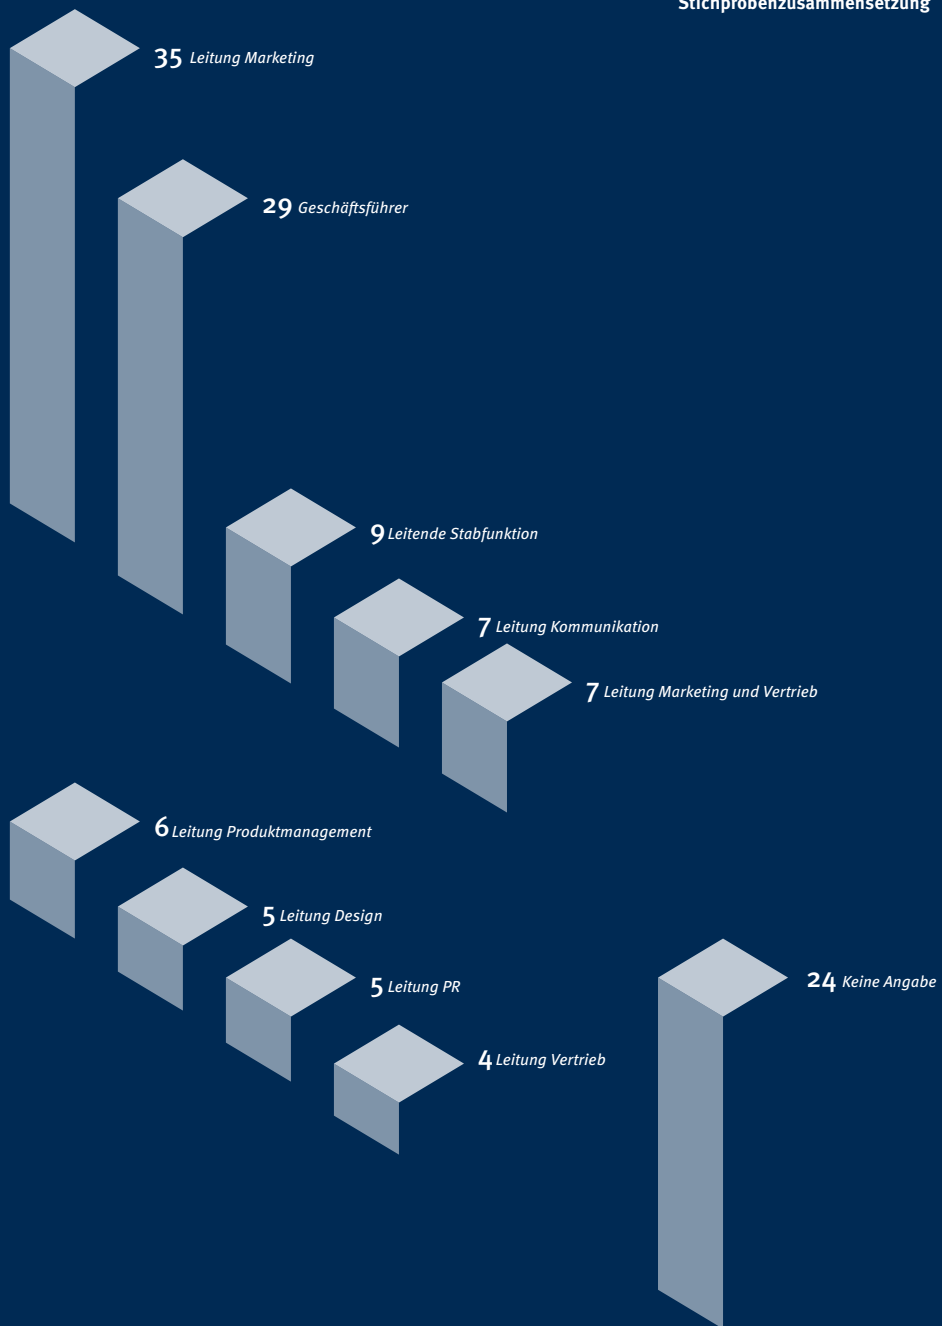 Stichprobenzusammensetzung
35 Leitung Marketing
29 Geschäftsführer
9 Leitende Stabfunktion
7 Leitung Kommunikation
7 Leitung Marketing und Vertrieb
6 Leitung Produktmanagement
5 Leitung Design
5 Leitung PR
24 Keine Angabe
4 Leitung Vertrieb